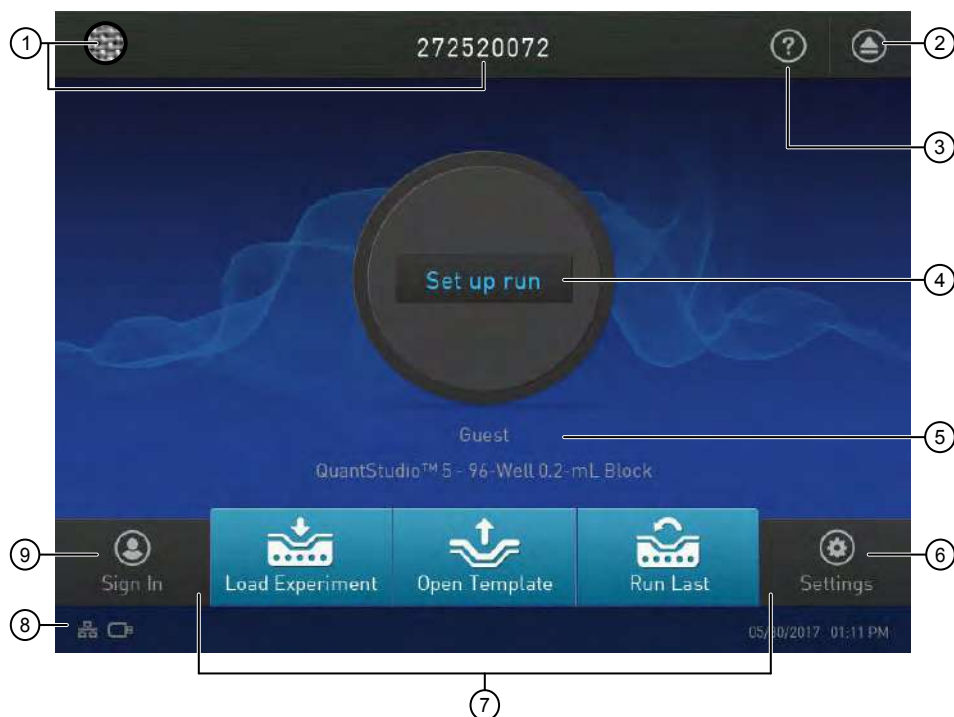 1
272520072
?
2
3
Set up run
4
Guest
5
QuantStudio™ 5 - 96-Well 0.2-mL Block
9
Sign In
Load Experiment
Open Template
Run Last
Settings
6
8
05/30/2017 01:11 PM
7